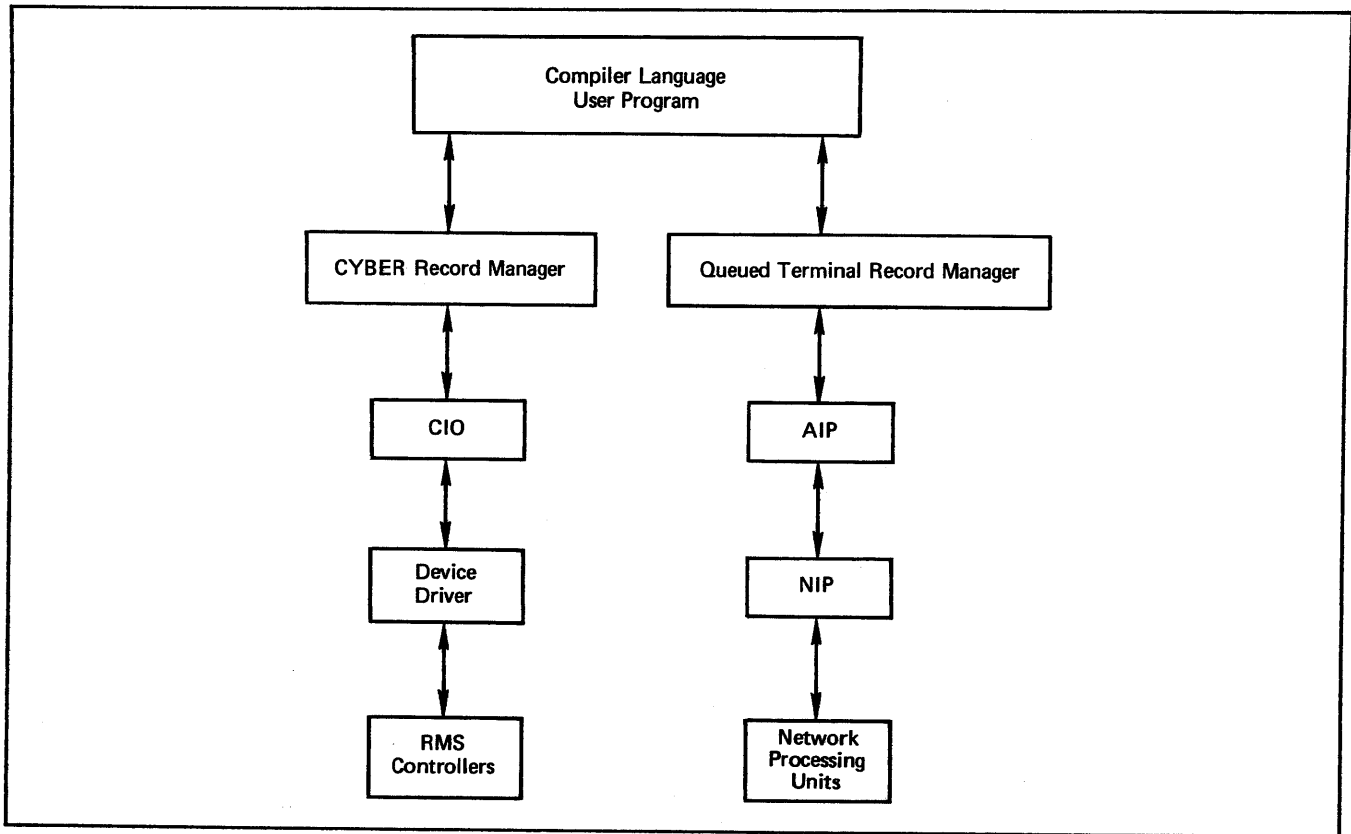 Compiler Language
User Program
CYBER Record Manager
Queued Terminal Record Manager
CIO
AIP
Device
Driver
NIP
RMS
Controllers
Network
Processing
Units